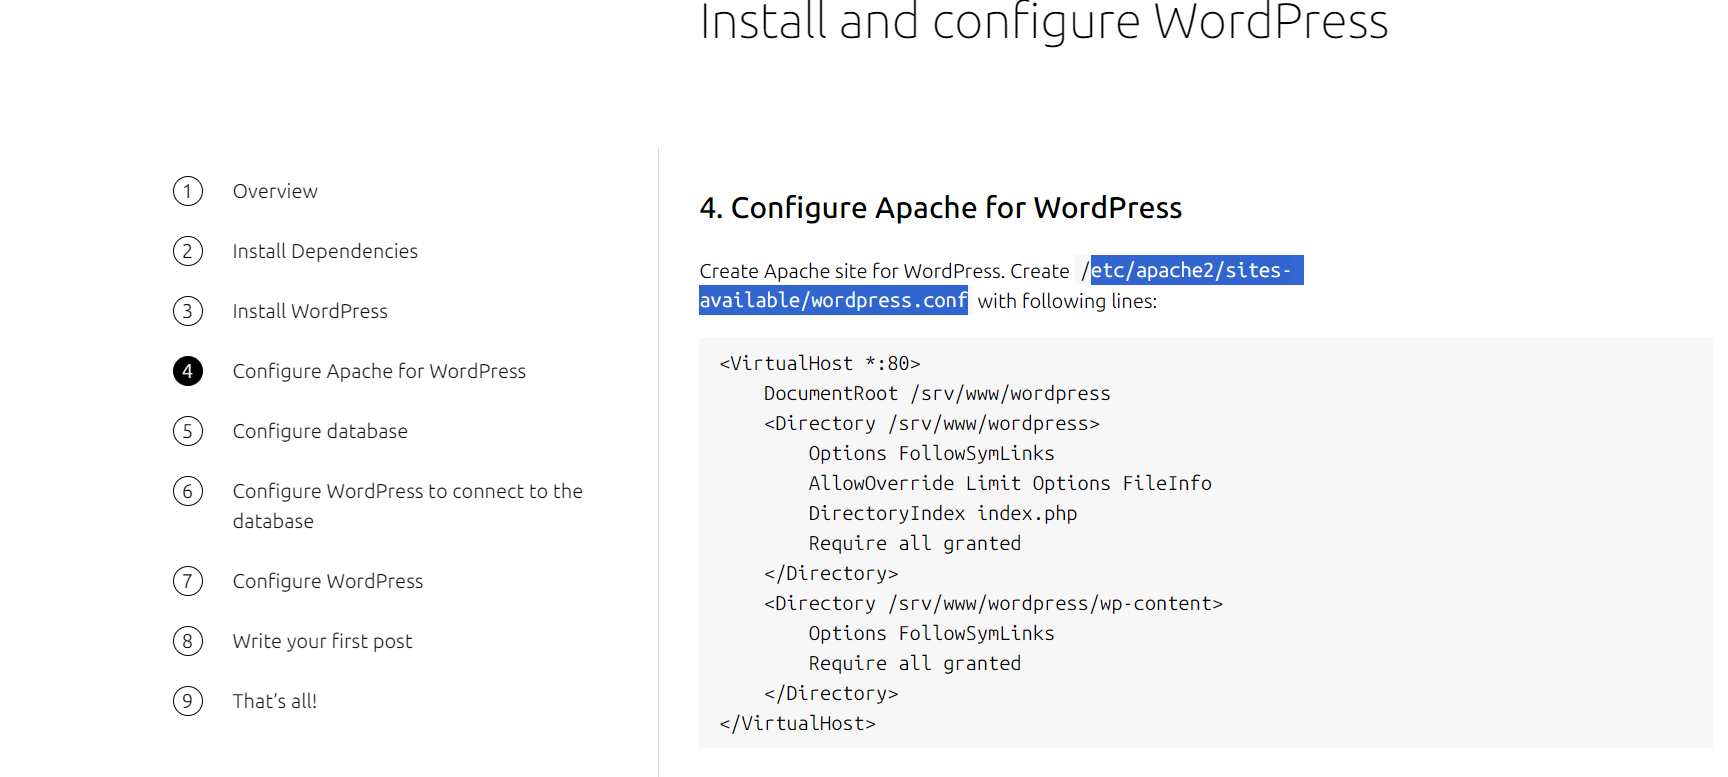 Install and configure WordPress
1 Overview
2 Install Dependencies
3 Install WordPress
4 Configure Apache for WordPress
5 Configure database
6 Configure WordPress to connect to the
database
7 Configure WordPress
8 Write your first post
9 That’s all!
4. Configure Apache for WordPress
Create Apache site for WordPress. Create /etc/apache2/sites-
available/wordpress.conf with following lines:
<VirtualHost *:80>
    DocumentRoot /srv/www/wordpress
    <Directory /srv/www/wordpress>
        Options FollowSymLinks
        AllowOverride Limit Options FileInfo
        DirectoryIndex index.php
        Require all granted
    </Directory>
    <Directory /srv/www/wordpress/wp-content>
        Options FollowSymLinks
        Require all granted
    </Directory>
</VirtualHost>